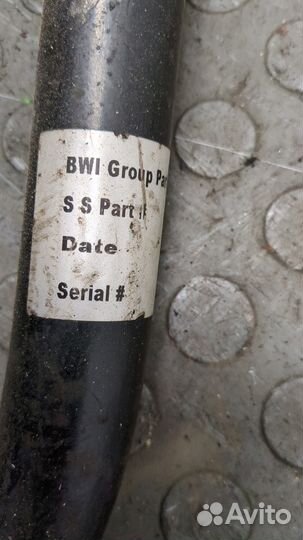 BWI Group Par
S S Part #
Date
Serial #
Avito